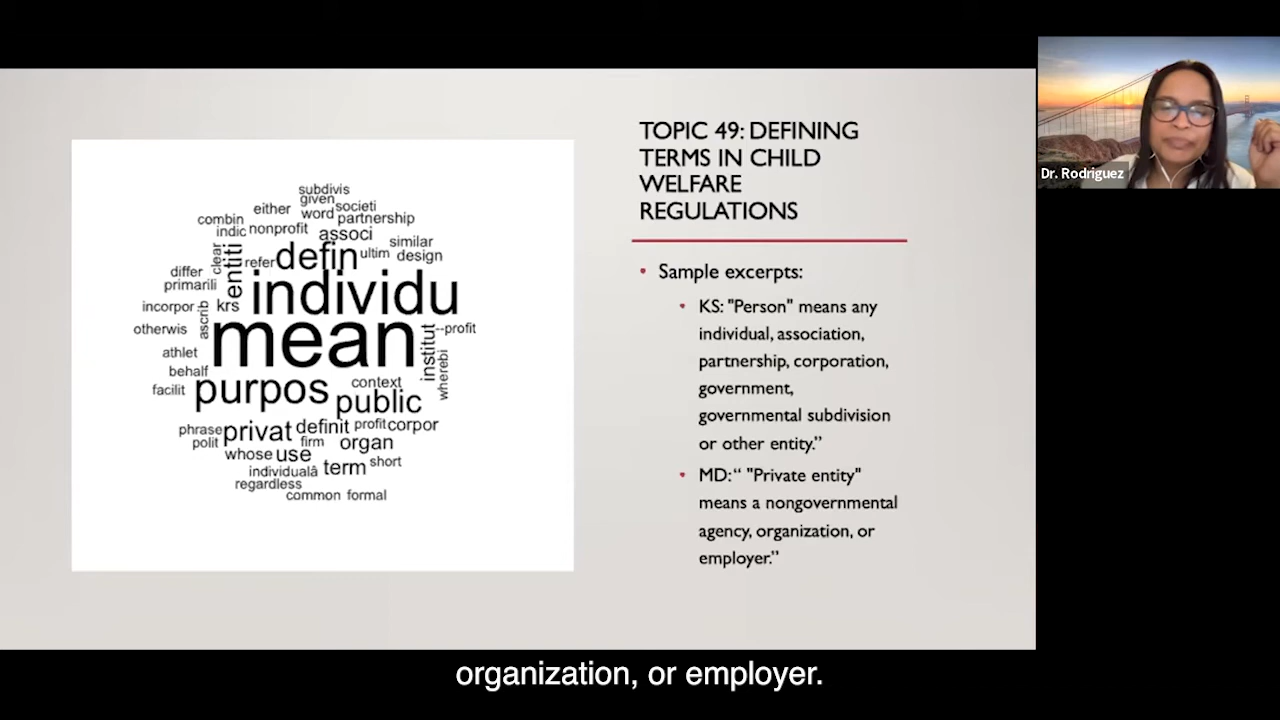 subdivis
given
either
word
societi
combin
partnership
indic
nonprofit
associ
clear
entiti
refer
defin
ultim
similar
design
differ
primarili
individu
incorpor
ascrib
krs
otherwis
mean
institut
--profit
wherebi
athlet
behalf
facilit
purpos
context
public
phrase
polit
privat
definit
profit
corpor
firm
organ
whose
use
individualâ
term
short
regardless
common
formal
TOPIC 49: DEFINING
TERMS IN CHILD
WELFARE
REGULATIONS
• Sample excerpts:
• KS: "Person" means any
individual, association,
partnership, corporation,
government,
governmental subdivision
or other entity.”
• MD: “ "Private entity"
means a nongovernmental
agency, organization, or
employer.”
Dr. Rodriguez
organization, or employer.